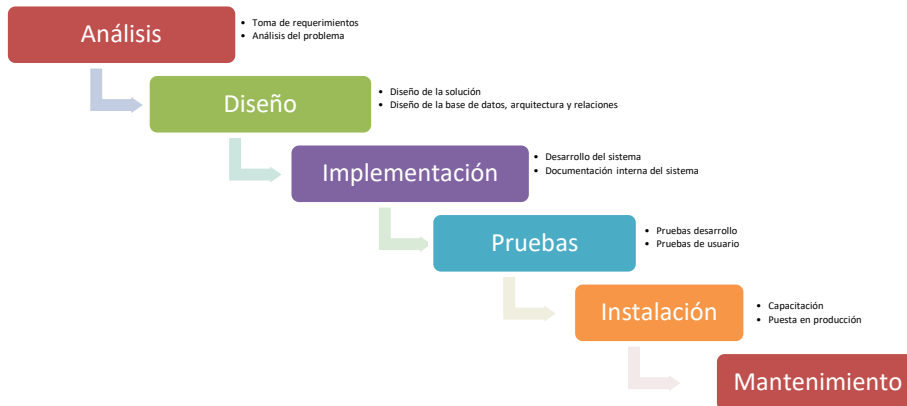 Análisis
• Toma de requerimientos
• Análisis del problema
Diseño
• Diseño de la solución
• Diseño de la base de datos, arquitectura y relaciones
Implementación
• Desarrollo del sistema
• Documentación interna del sistema
Pruebas
• Pruebas desarrollo
• Pruebas de usuario
Instalación
• Capacitación
• Puesta en producción
Mantenimiento